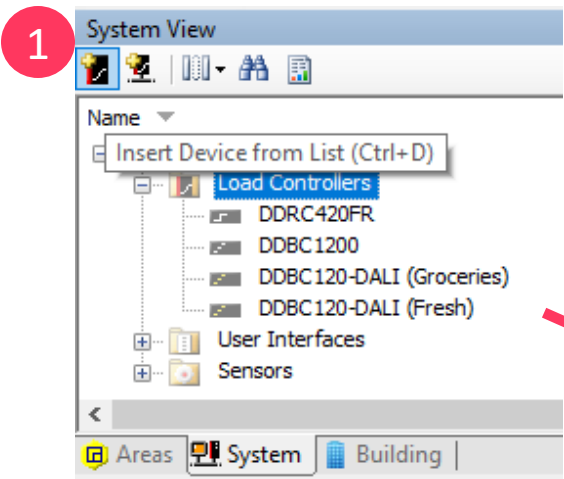 1
System View
Name
Insert Device from List (Ctrl+D)
Load Controllers
DDRC420FR
DDBC1200
DDBC120-DALI (Groceries)
DDBC120-DALI (Fresh)
User Interfaces
Sensors
Areas System Building